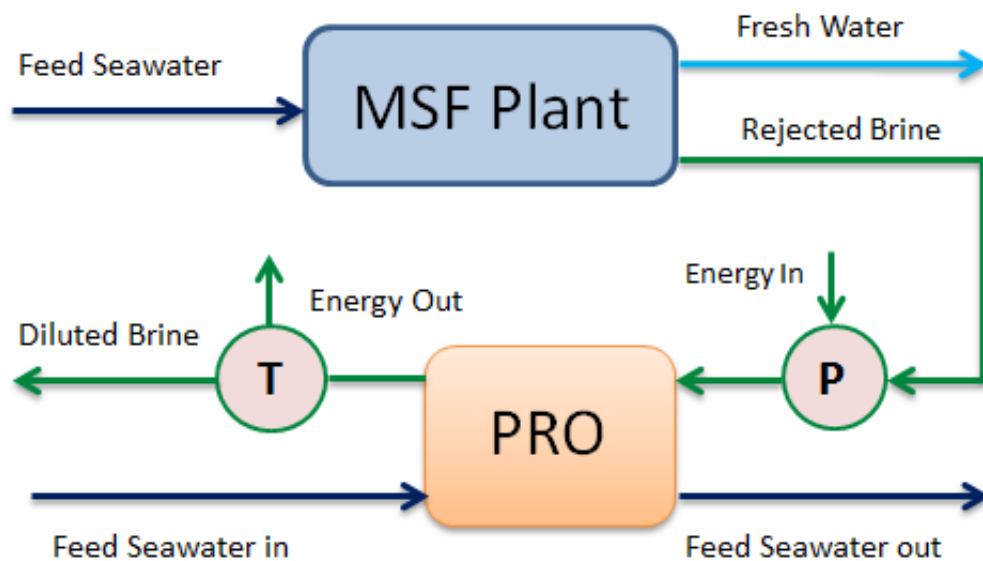 Fresh Water
Feed Seawater
MSF Plant
Rejected Brine
Energy In
Energy Out
Diluted Brine
T
P
PRO
Feed Seawater in
Feed Seawater out